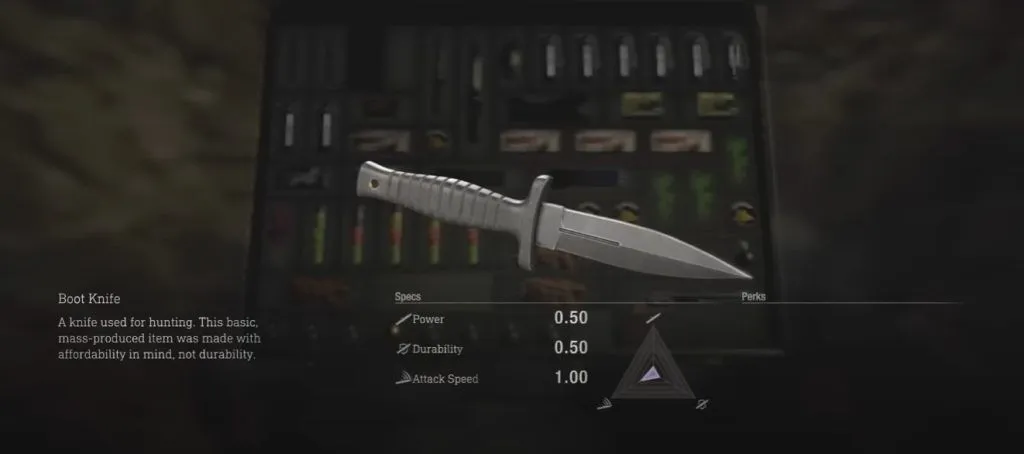 Boot Knife
A knife used for hunting. This basic,
mass-produced item was made with
affordability in mind, not durability.
Specs
Power 0.50
Durability 0.50
Attack Speed 1.00
Perks